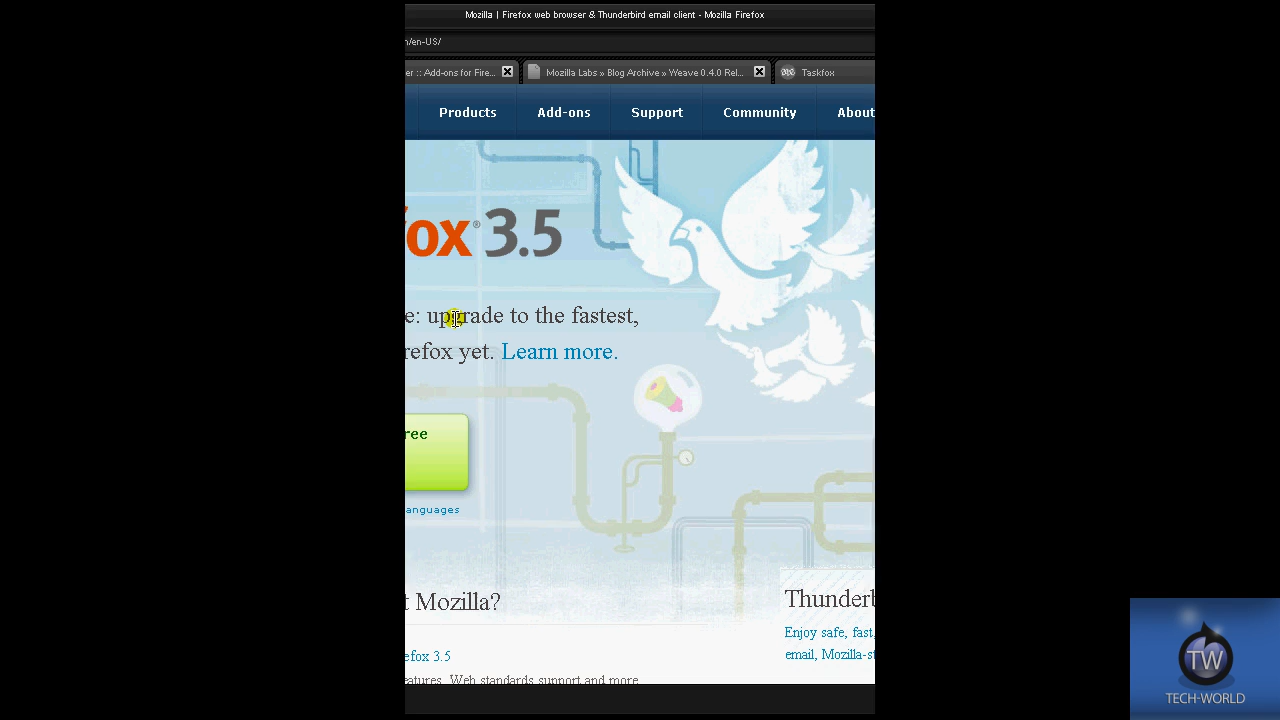 Mozilla | Firefox web browser & Thunderbird email client - Mozilla Firefox
n/en-US/
er :: Add-ons for Fire...
Mozilla Labs » Blog Archive » Weave 0.4.0 Rel...
Taskfox
Products Add-ons Support Community About
fox® 3.5
e: upgrade to the fastest,
refox yet. Learn more.
ree
anguages
t Mozilla?
Thunderb
Enjoy safe, fast,
email, Mozilla-st
efox 3.5
eatures, Web standards support and more
TW
TECH-WORLD